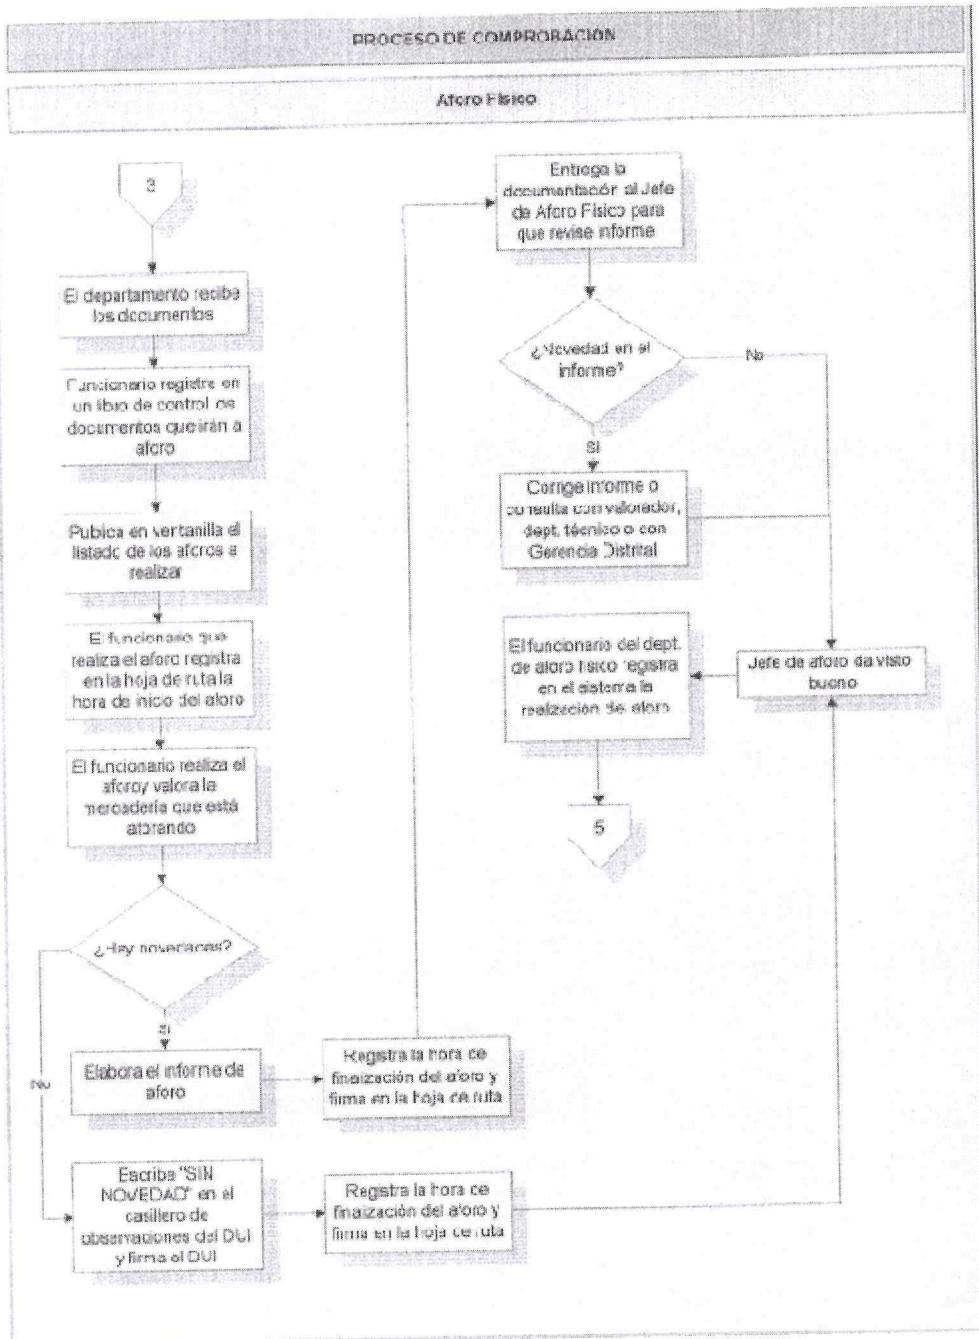 PROCESO DE COMPROBACIÓN
Aforo Físico
3
El departamento recibe
los documentos
Funcionario registra en
un libro de control los
documentos que irán a
aforo
Publica en ventanilla el
listado de los aforos a
realizar
El funcionario que
realiza el aforo registra
en la hoja de ruta la
hora de inicio del aforo
El funcionario realiza el
aforo y valora la
mercadería que está
aforando
¿Hay novedades?
Si
No
Elabora el informe de
aforo
Registra la hora de
finalización del aforo y
firma en la hoja de ruta
Escribe "SIN
NOVEDAD" en el
casillero de
observaciones del DUI
y firma el DUI
Registra la hora de
finalización del aforo y
firma en la hoja de ruta
Entrega la
documentación al Jefe
de Aforo Físico para
que revise informe
¿Novedad en el
informe?
No
Si
Corrige informe o
consulta con valorador,
dept. técnico o con
Gerencia Distrital
Jefe de aforo da visto
bueno
El funcionario del dept.
de aforo físico registra
en el sistema la
realización de aforo
5